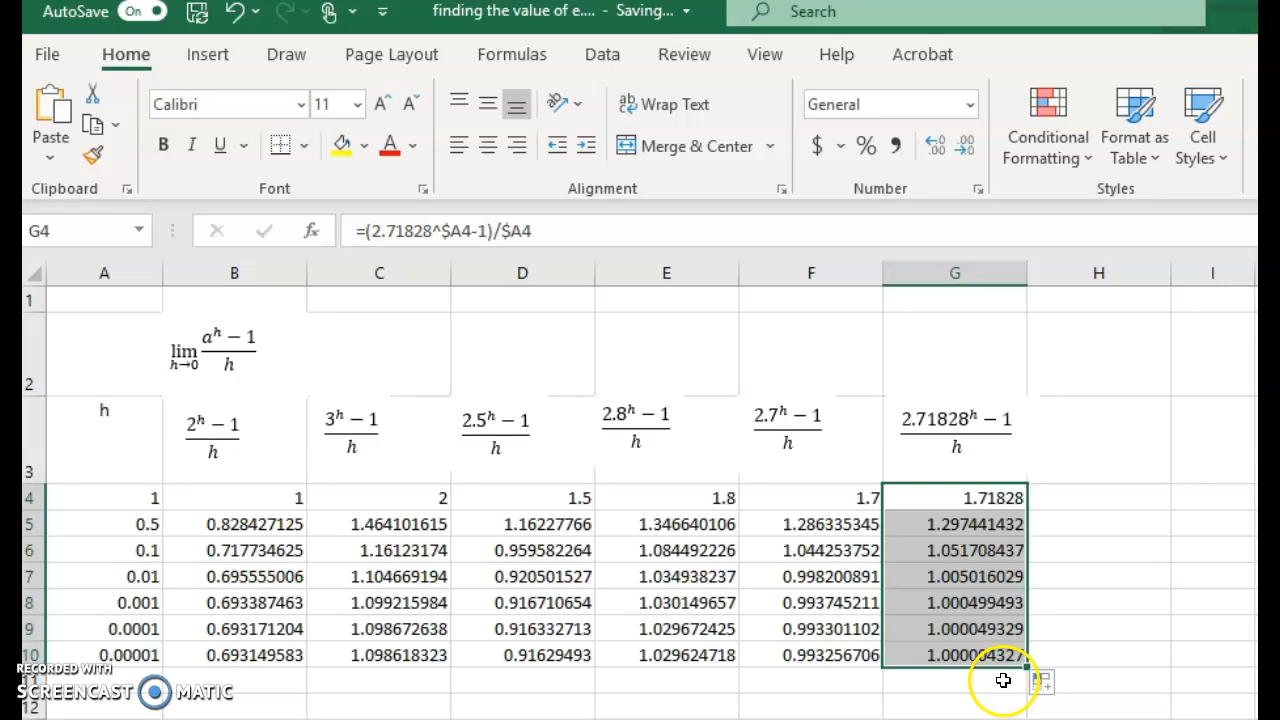 AutoSave On finding the value of e.... - Saving... Search
File Home Insert Draw Page Layout Formulas Data Review View Help Acrobat
Calibri 11 A^ A˅ Wrap Text General
Paste B I U A Merge & Center $ % , Conditional Formatting Format as Table Cell Styles
Clipboard Font Alignment Number Styles
G4 fx =(2.71828^$A4-1)/$A4
A B C D E F G H I
1
2 lim h→0 (a^h − 1)/h
3 h (2^h − 1)/h (3^h − 1)/h (2.5^h − 1)/h (2.8^h − 1)/h (2.7^h − 1)/h (2.71828^h − 1)/h
4 1 1 2 1.5 1.8 1.7 1.71828
5 0.5 0.828427125 1.464101615 1.16227766 1.346640106 1.286335345 1.297441432
6 0.1 0.717734625 1.16123174 0.959582264 1.084492226 1.044253752 1.051708437
7 0.01 0.695555006 1.104669194 0.920501527 1.034938237 0.998200891 1.005016029
8 0.001 0.693387463 1.099215984 0.916710654 1.030149657 0.993745211 1.000499493
9 0.0001 0.693171204 1.098672638 0.916332713 1.029672425 0.993301102 1.000049329
10 0.00001 0.693149583 1.098618323 0.91629493 1.029624718 0.993256706 1.000004327
RECORDED WITH
11
SCREENCAST MATIC
12